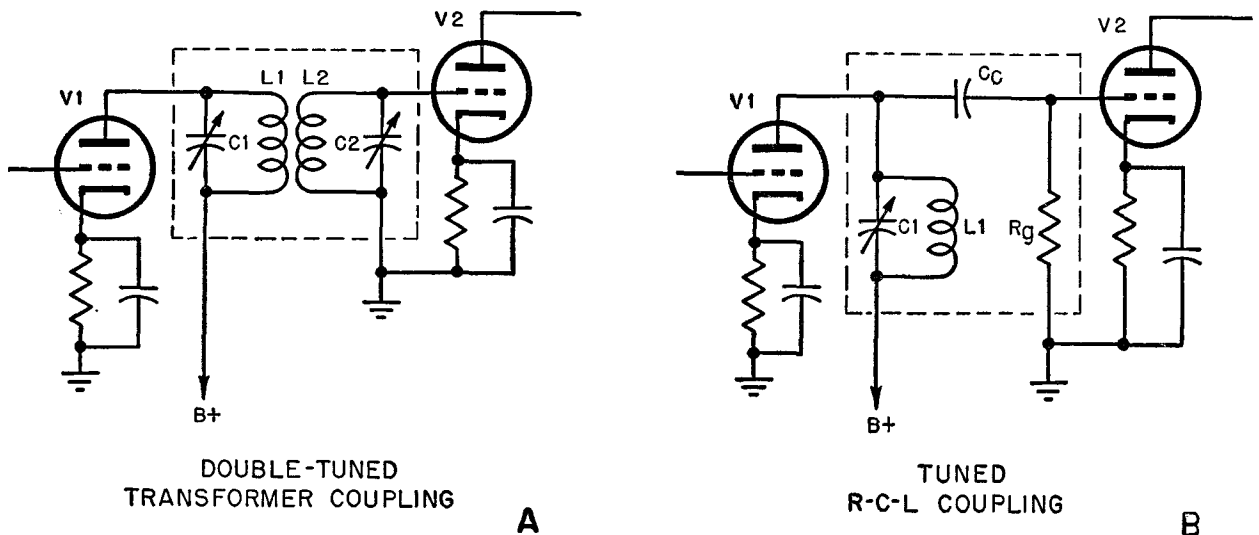 V1
L1 L2
V2
C1
C2
B+
DOUBLE-TUNED
TRANSFORMER COUPLING
A
V1
CC
V2
C1
L1
Rg
B+
TUNED
R-C-L COUPLING
B